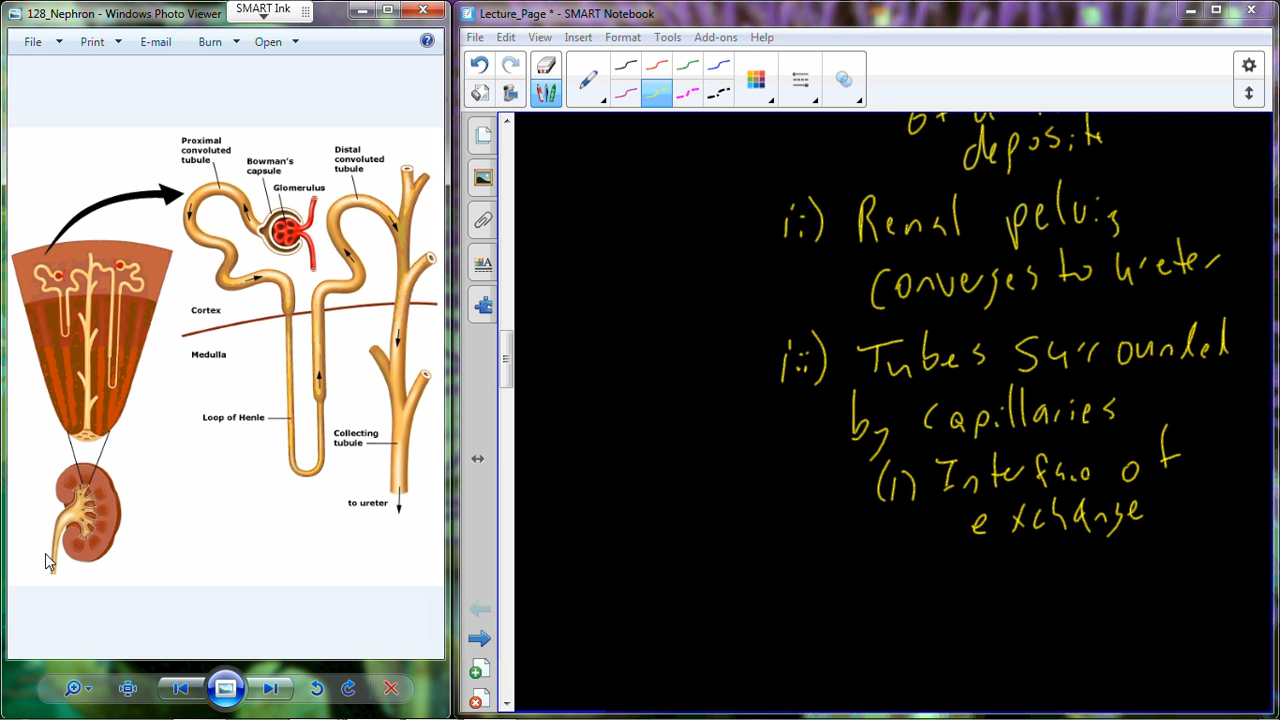 128_Nephron - Windows Photo Viewer
SMART Ink
File Print E-mail Burn Open
Proximal
convoluted
tubule
Bowman's
capsule
Glomerulus
Distal
convoluted
tubule
Cortex
Medulla
Loop of Henle
Collecting
tubule
to ureter
Lecture_Page * - SMART Notebook
File Edit View Insert Format Tools Add-ons Help
deposite
ii) Renal pelvis
converges to ureter
iii) Tubes surrounded
by capillaries
(1) Interface of
exchange